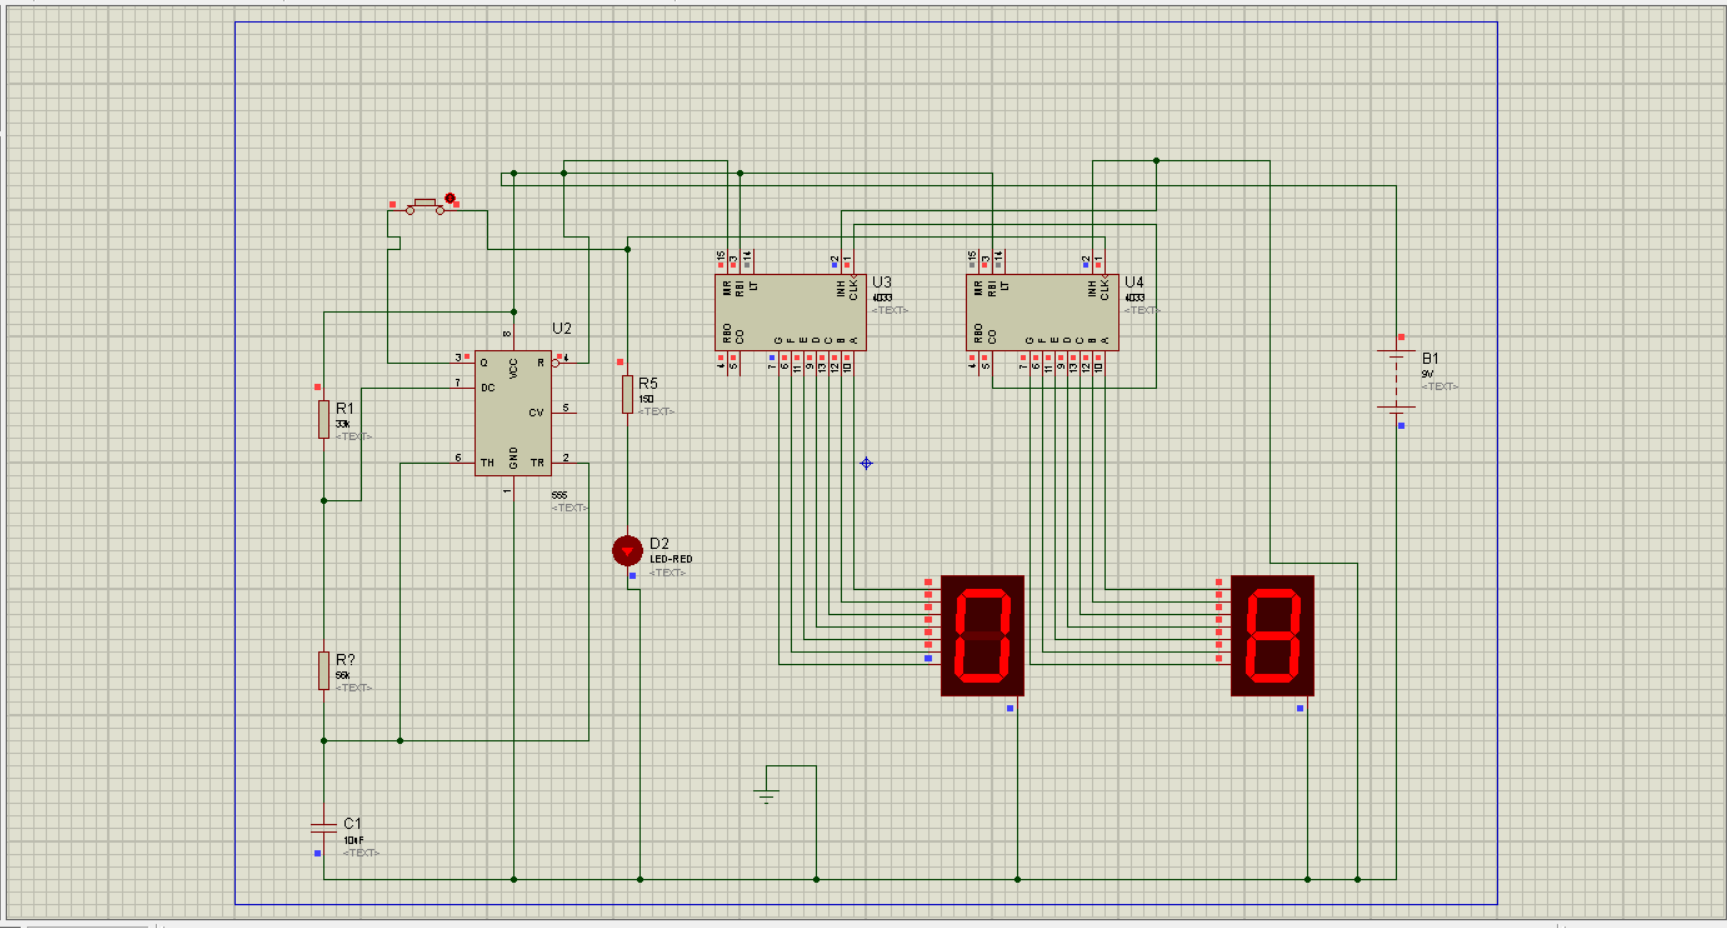 U2
3
Q
VCC
8
R
4
7
DC
CV
5
6
TH
GND
TR
2
1
555
<TEXT>
R1
33k
<TEXT>
R5
150
<TEXT>
D2
LED-RED
<TEXT>
R?
56k
<TEXT>
C1
<TEXT>
U3
4033
<TEXT>
15 3 14 2 1
MR RBI LT INH CLK
RBO CO G F E D C B A
4 5 7 6 11 9 13 12 10
U4
4033
<TEXT>
15 3 14 2 1
MR RBI LT INH CLK
RBO CO G F E D C B A
4 5 7 6 11 9 13 12 10
B1
9V
<TEXT>
0
8